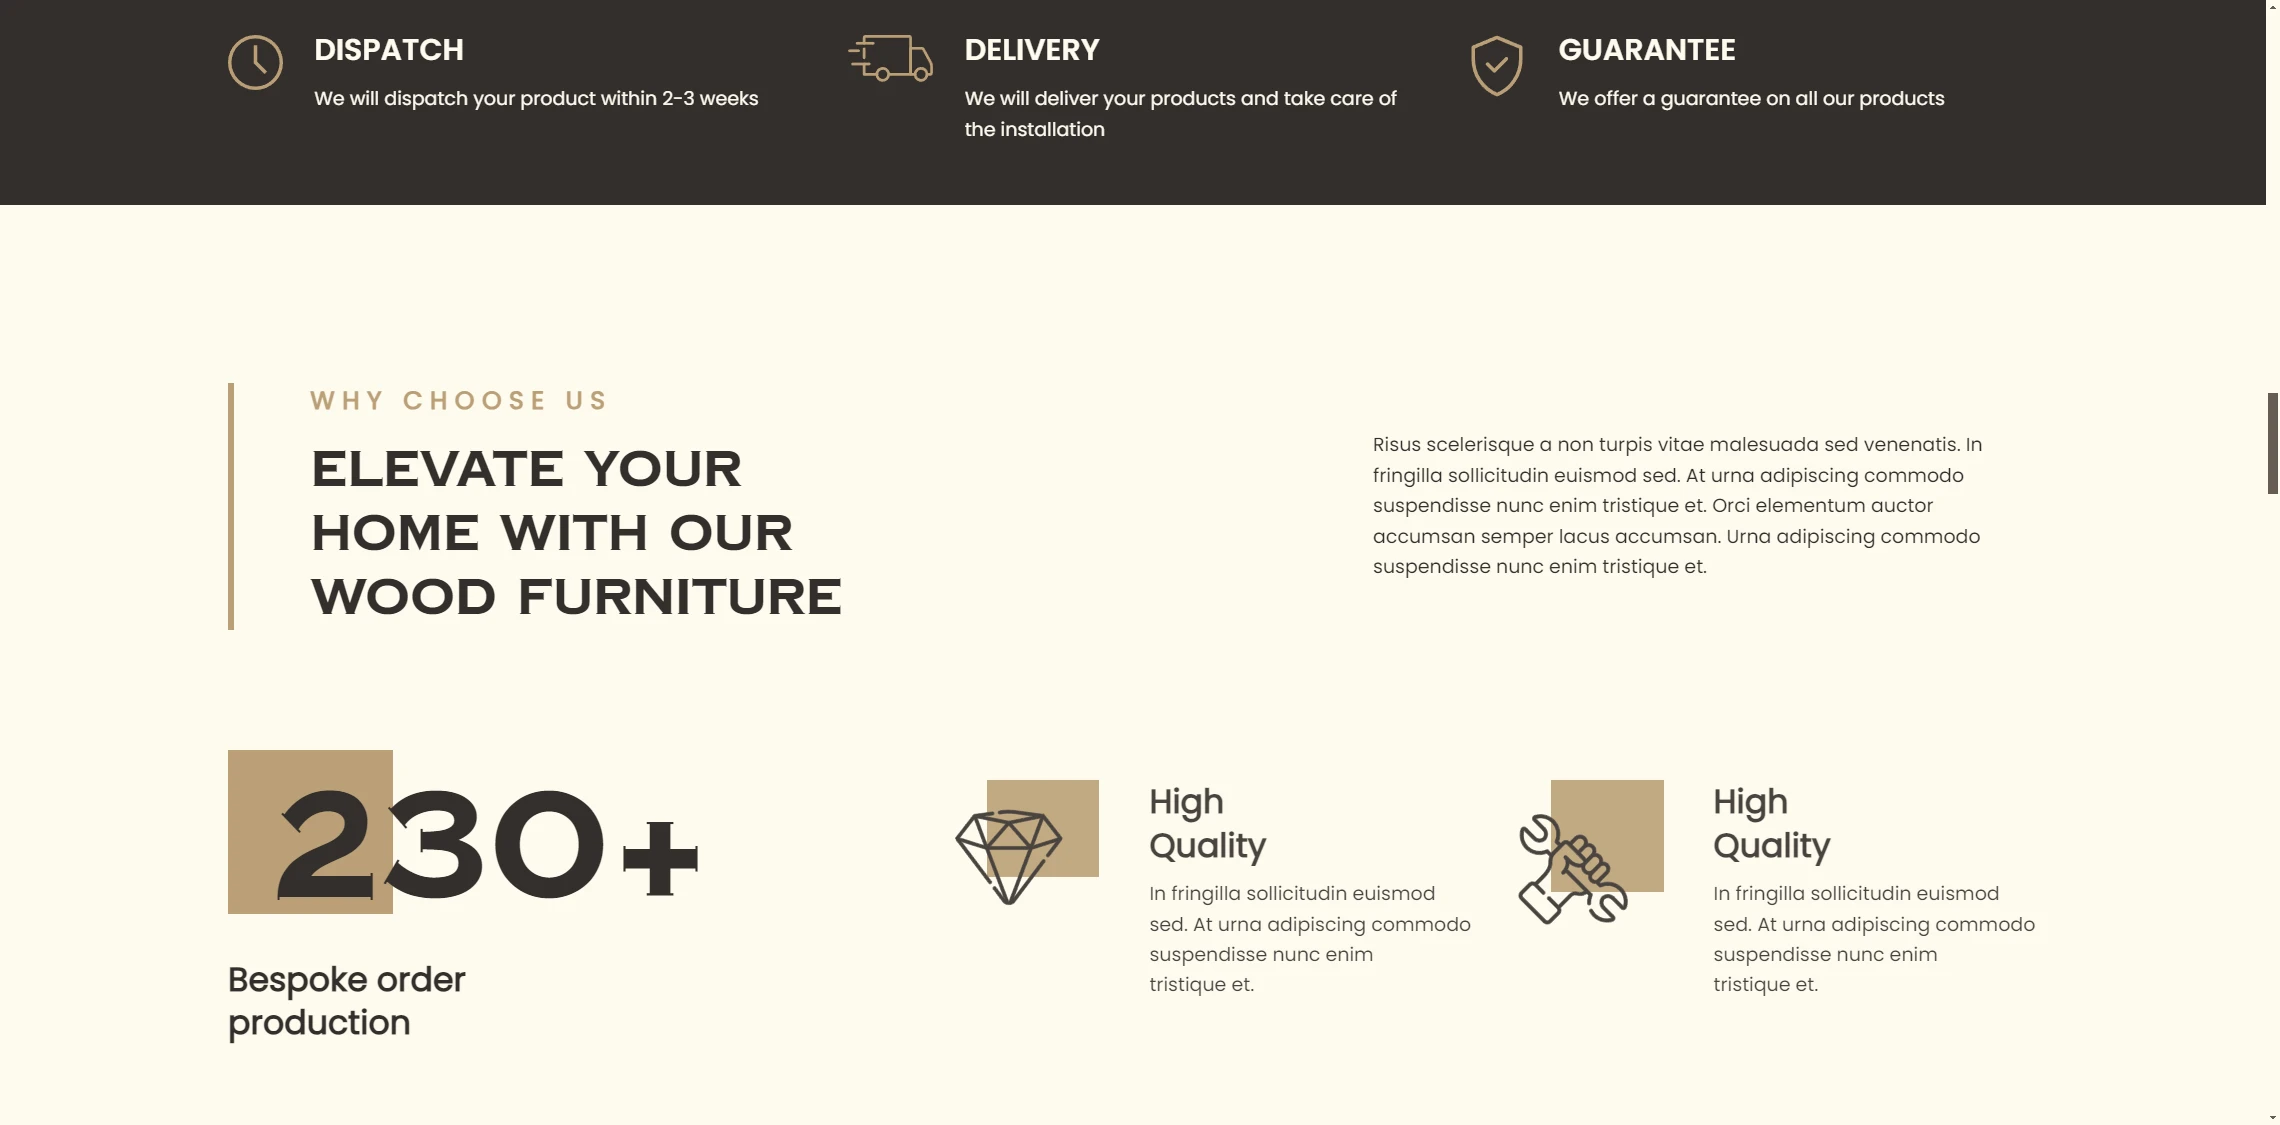 DISPATCH
We will dispatch your product within 2-3 weeks
DELIVERY
We will deliver your products and take care of
the installation
GUARANTEE
We offer a guarantee on all our products
WHY CHOOSE US
ELEVATE YOUR
HOME WITH OUR
WOOD FURNITURE
Risus scelerisque a non turpis vitae malesuada sed venenatis. In
fringilla sollicitudin euismod sed. At urna adipiscing commodo
suspendisse nunc enim tristique et. Orci elementum auctor
accumsan semper lacus accumsan. Urna adipiscing commodo
suspendisse nunc enim tristique et.
230+
Bespoke order
production
High
Quality
In fringilla sollicitudin euismod
sed. At urna adipiscing commodo
suspendisse nunc enim
tristique et.
High
Quality
In fringilla sollicitudin euismod
sed. At urna adipiscing commodo
suspendisse nunc enim
tristique et.